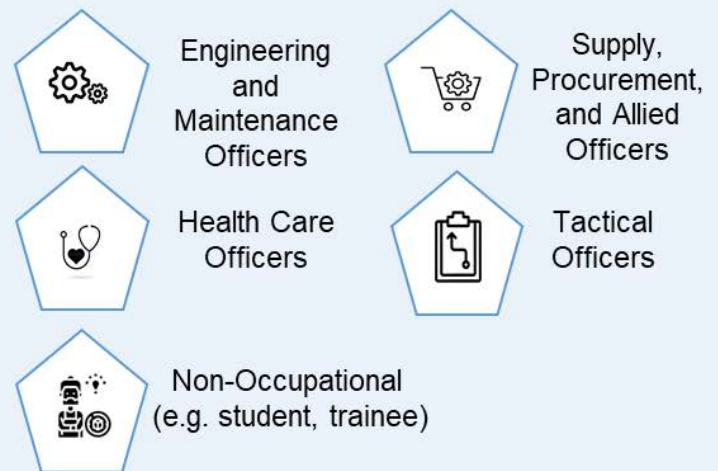 Engineering
and
Maintenance
Officers
Supply,
Procurement,
and Allied
Officers
Health Care
Officers
Tactical
Officers
Non-Occupational
(e.g. student, trainee)